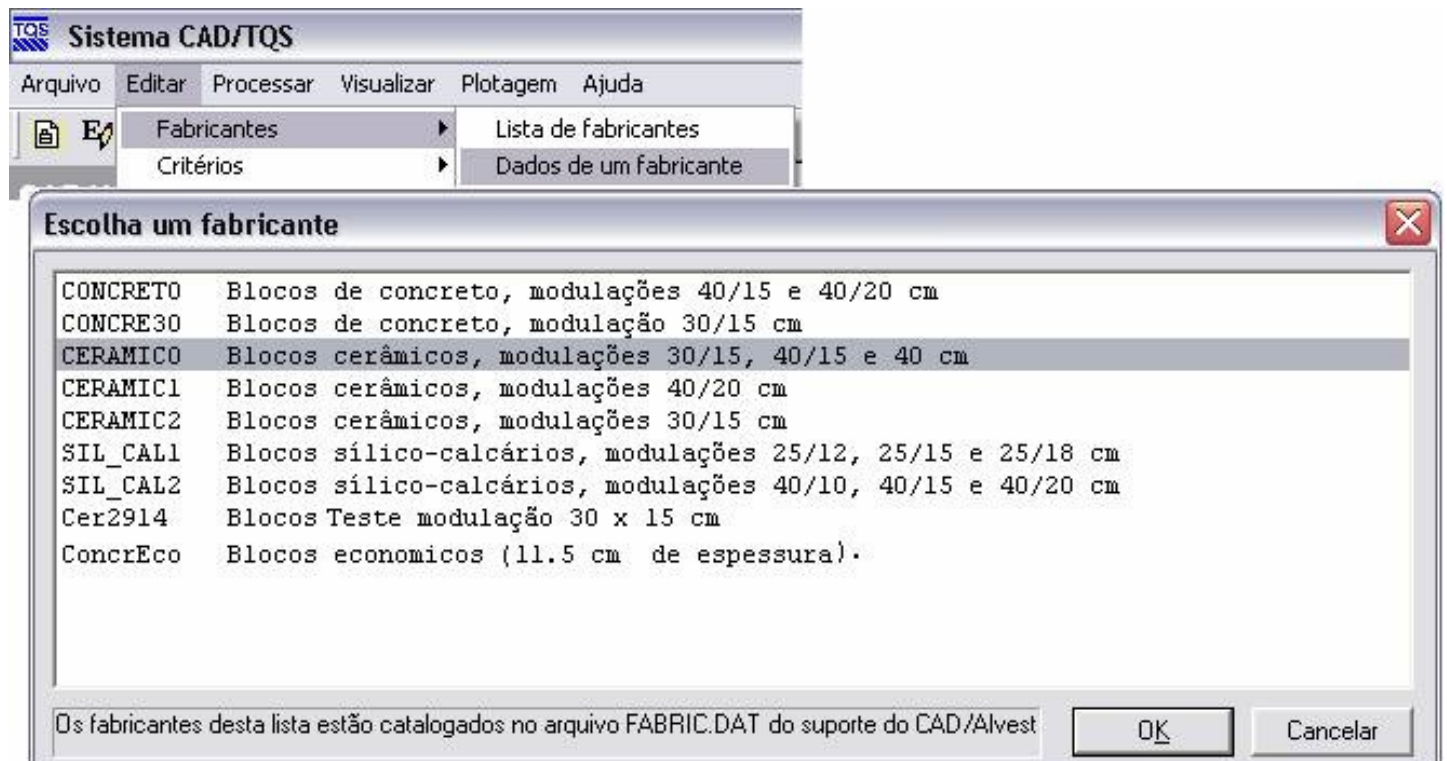 TQS Sistema CAD/TQS
Arquivo Editar Processar Visualizar Plotagem Ajuda
Fabricantes Lista de fabricantes
Critérios Dados de um fabricante
Escolha um fabricante
CONCRETO Blocos de concreto, modulações 40/15 e 40/20 cm
CONCRE30 Blocos de concreto, modulação 30/15 cm
CERAMICO Blocos cerâmicos, modulações 30/15, 40/15 e 40 cm
CERAMIC1 Blocos cerâmicos, modulações 40/20 cm
CERAMIC2 Blocos cerâmicos, modulações 30/15 cm
SIL_CAL1 Blocos sílico-calcários, modulações 25/12, 25/15 e 25/18 cm
SIL_CAL2 Blocos sílico-calcários, modulações 40/10, 40/15 e 40/20 cm
Cer2914 Blocos Teste modulação 30 x 15 cm
ConcrEco Blocos economicos (11.5 cm de espessura).
Os fabricantes desta lista estão catalogados no arquivo FABRIC.DAT do suporte do CAD/Alvest OK Cancelar